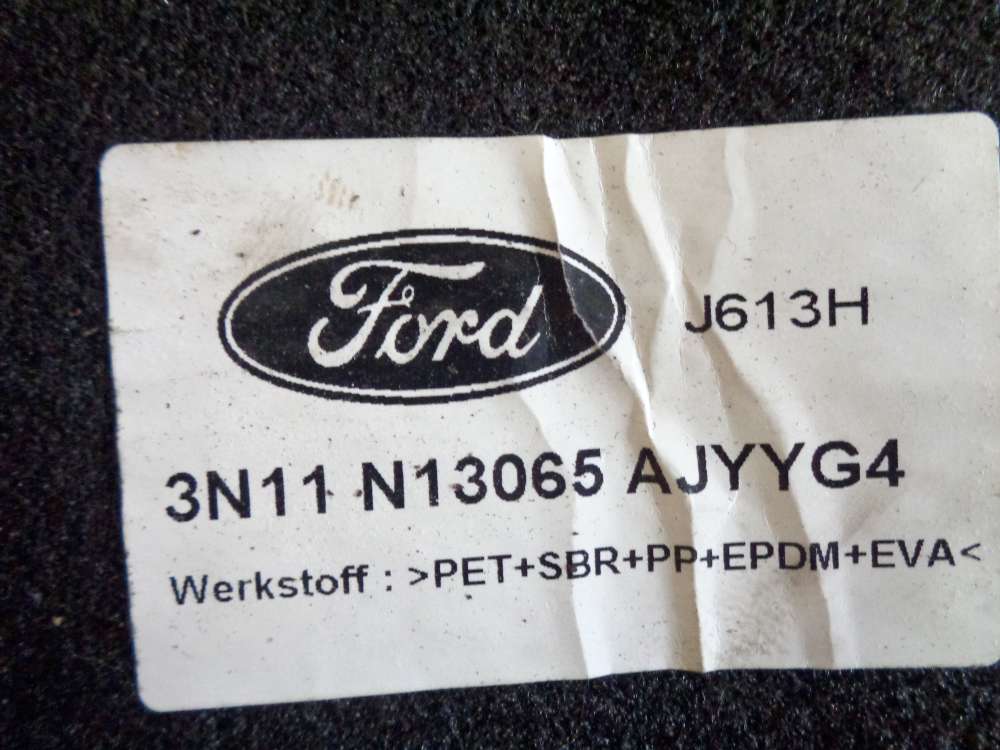 Ford J613H
3N11 N13065 AJYYG4
Werkstoff : >PET+SBR+PP+EPDM+EVA<